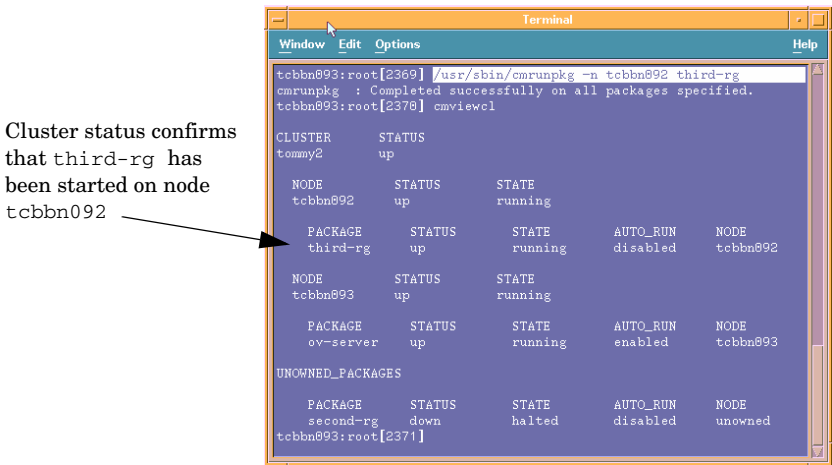 Terminal
Window Edit Options Help
tcbbn093:root[2369] /usr/sbin/cmrunpkg -n tcbbn092 third-rg
cmrunpkg : Completed successfully on all packages specified.
tcbbn093:root[2370] cmviewcl
CLUSTER STATUS
tommy2 up
NODE STATUS STATE
tcbbn092 up running
PACKAGE STATUS STATE AUTO_RUN NODE
third-rg up running disabled tcbbn092
NODE STATUS STATE
tcbbn093 up running
PACKAGE STATUS STATE AUTO_RUN NODE
ov-server up running enabled tcbbn093
UNOWNED_PACKAGES
PACKAGE STATUS STATE AUTO_RUN NODE
second-rg down halted disabled unowned
tcbbn093:root[2371]
Cluster status confirms
that third-rg has
been started on node
tcbbn092